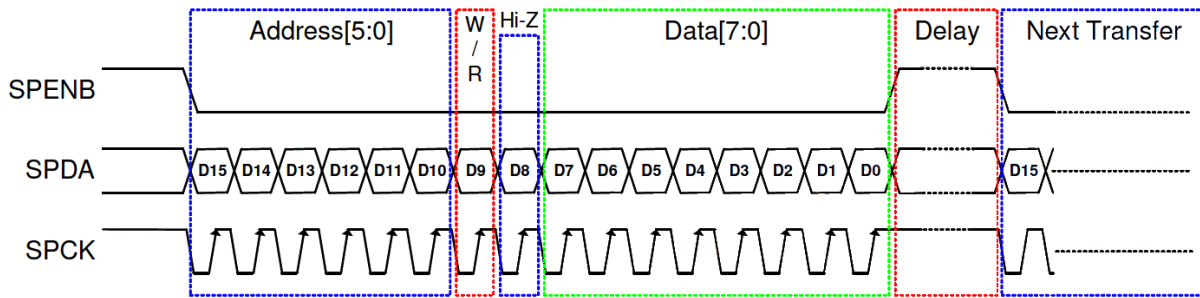 Address[5:0]
W
/
R
Hi-Z
Data[7:0]
Delay
Next Transfer
SPENB
SPDA
D15
D14
D13
D12
D11
D10
D9
D8
D7
D6
D5
D4
D3
D2
D1
D0
D15
SPCK